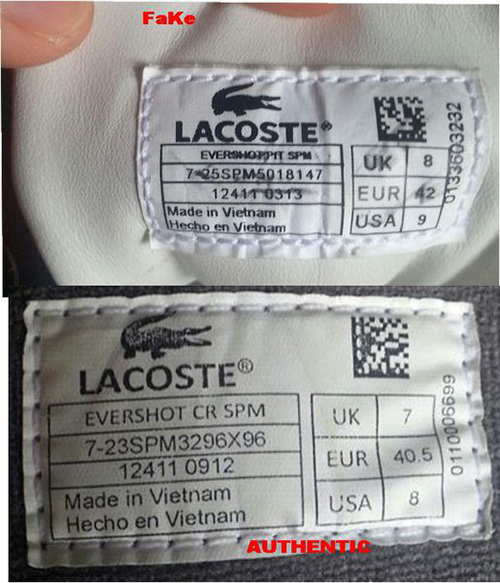 FaKe
LACOSTE®
EVERSHOT PIT SPM
7-25SPM5018147
12411 0313
Made in Vietnam
Hecho en Vietnam
UK 8
EUR 42
USA 9
0133603232
LACOSTE®
EVERSHOT CR SPM
7-23SPM3296X96
12411 0912
Made in Vietnam
Hecho en Vietnam
UK 7
EUR 40.5
USA 8
0110006699
AUTHENTIC